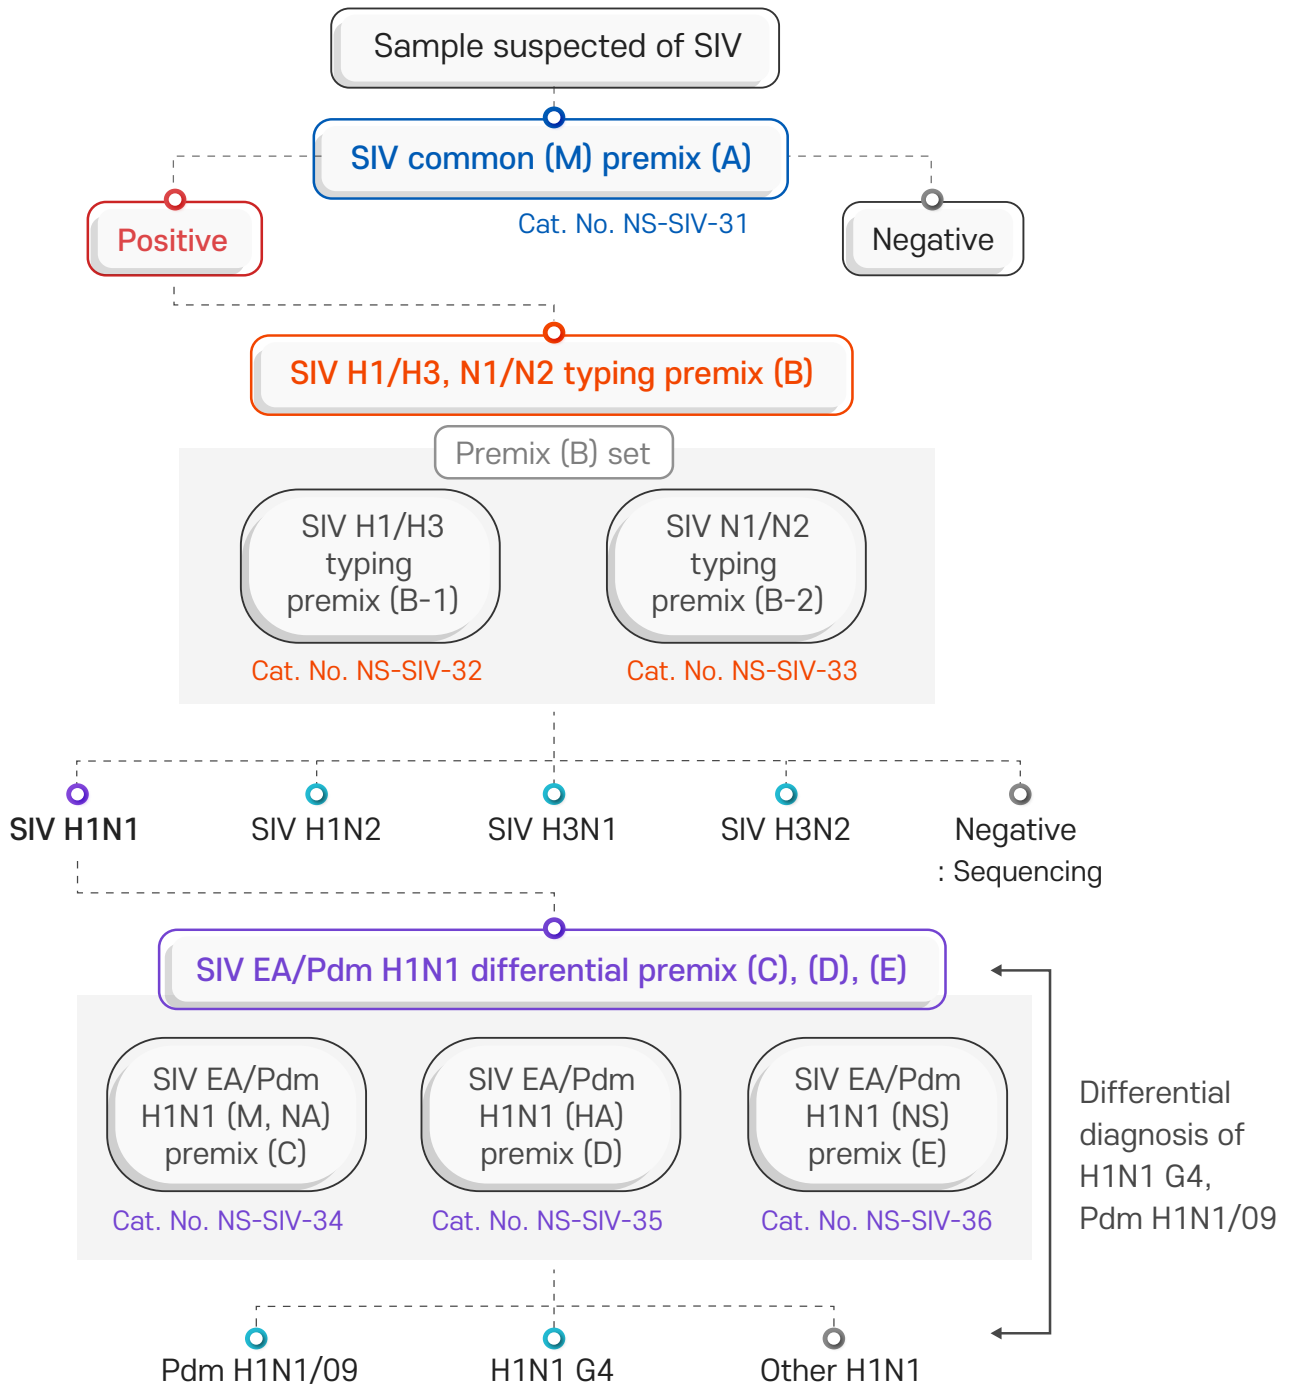 Sample suspected of SIV
SIV common (M) premix (A)
Cat. No. NS-SIV-31
Positive
Negative
SIV H1/H3, N1/N2 typing premix (B)
Premix (B) set
SIV H1/H3
typing
premix (B-1)
Cat. No. NS-SIV-32
SIV N1/N2
typing
premix (B-2)
Cat. No. NS-SIV-33
SIV H1N1
SIV H1N2
SIV H3N1
SIV H3N2
Negative
: Sequencing
SIV EA/Pdm H1N1 differential premix (C), (D), (E)
SIV EA/Pdm
H1N1 (M, NA)
premix (C)
Cat. No. NS-SIV-34
SIV EA/Pdm
H1N1 (HA)
premix (D)
Cat. No. NS-SIV-35
SIV EA/Pdm
H1N1 (NS)
premix (E)
Cat. No. NS-SIV-36
Differential
diagnosis of
H1N1 G4,
Pdm H1N1/09
Pdm H1N1/09
H1N1 G4
Other H1N1